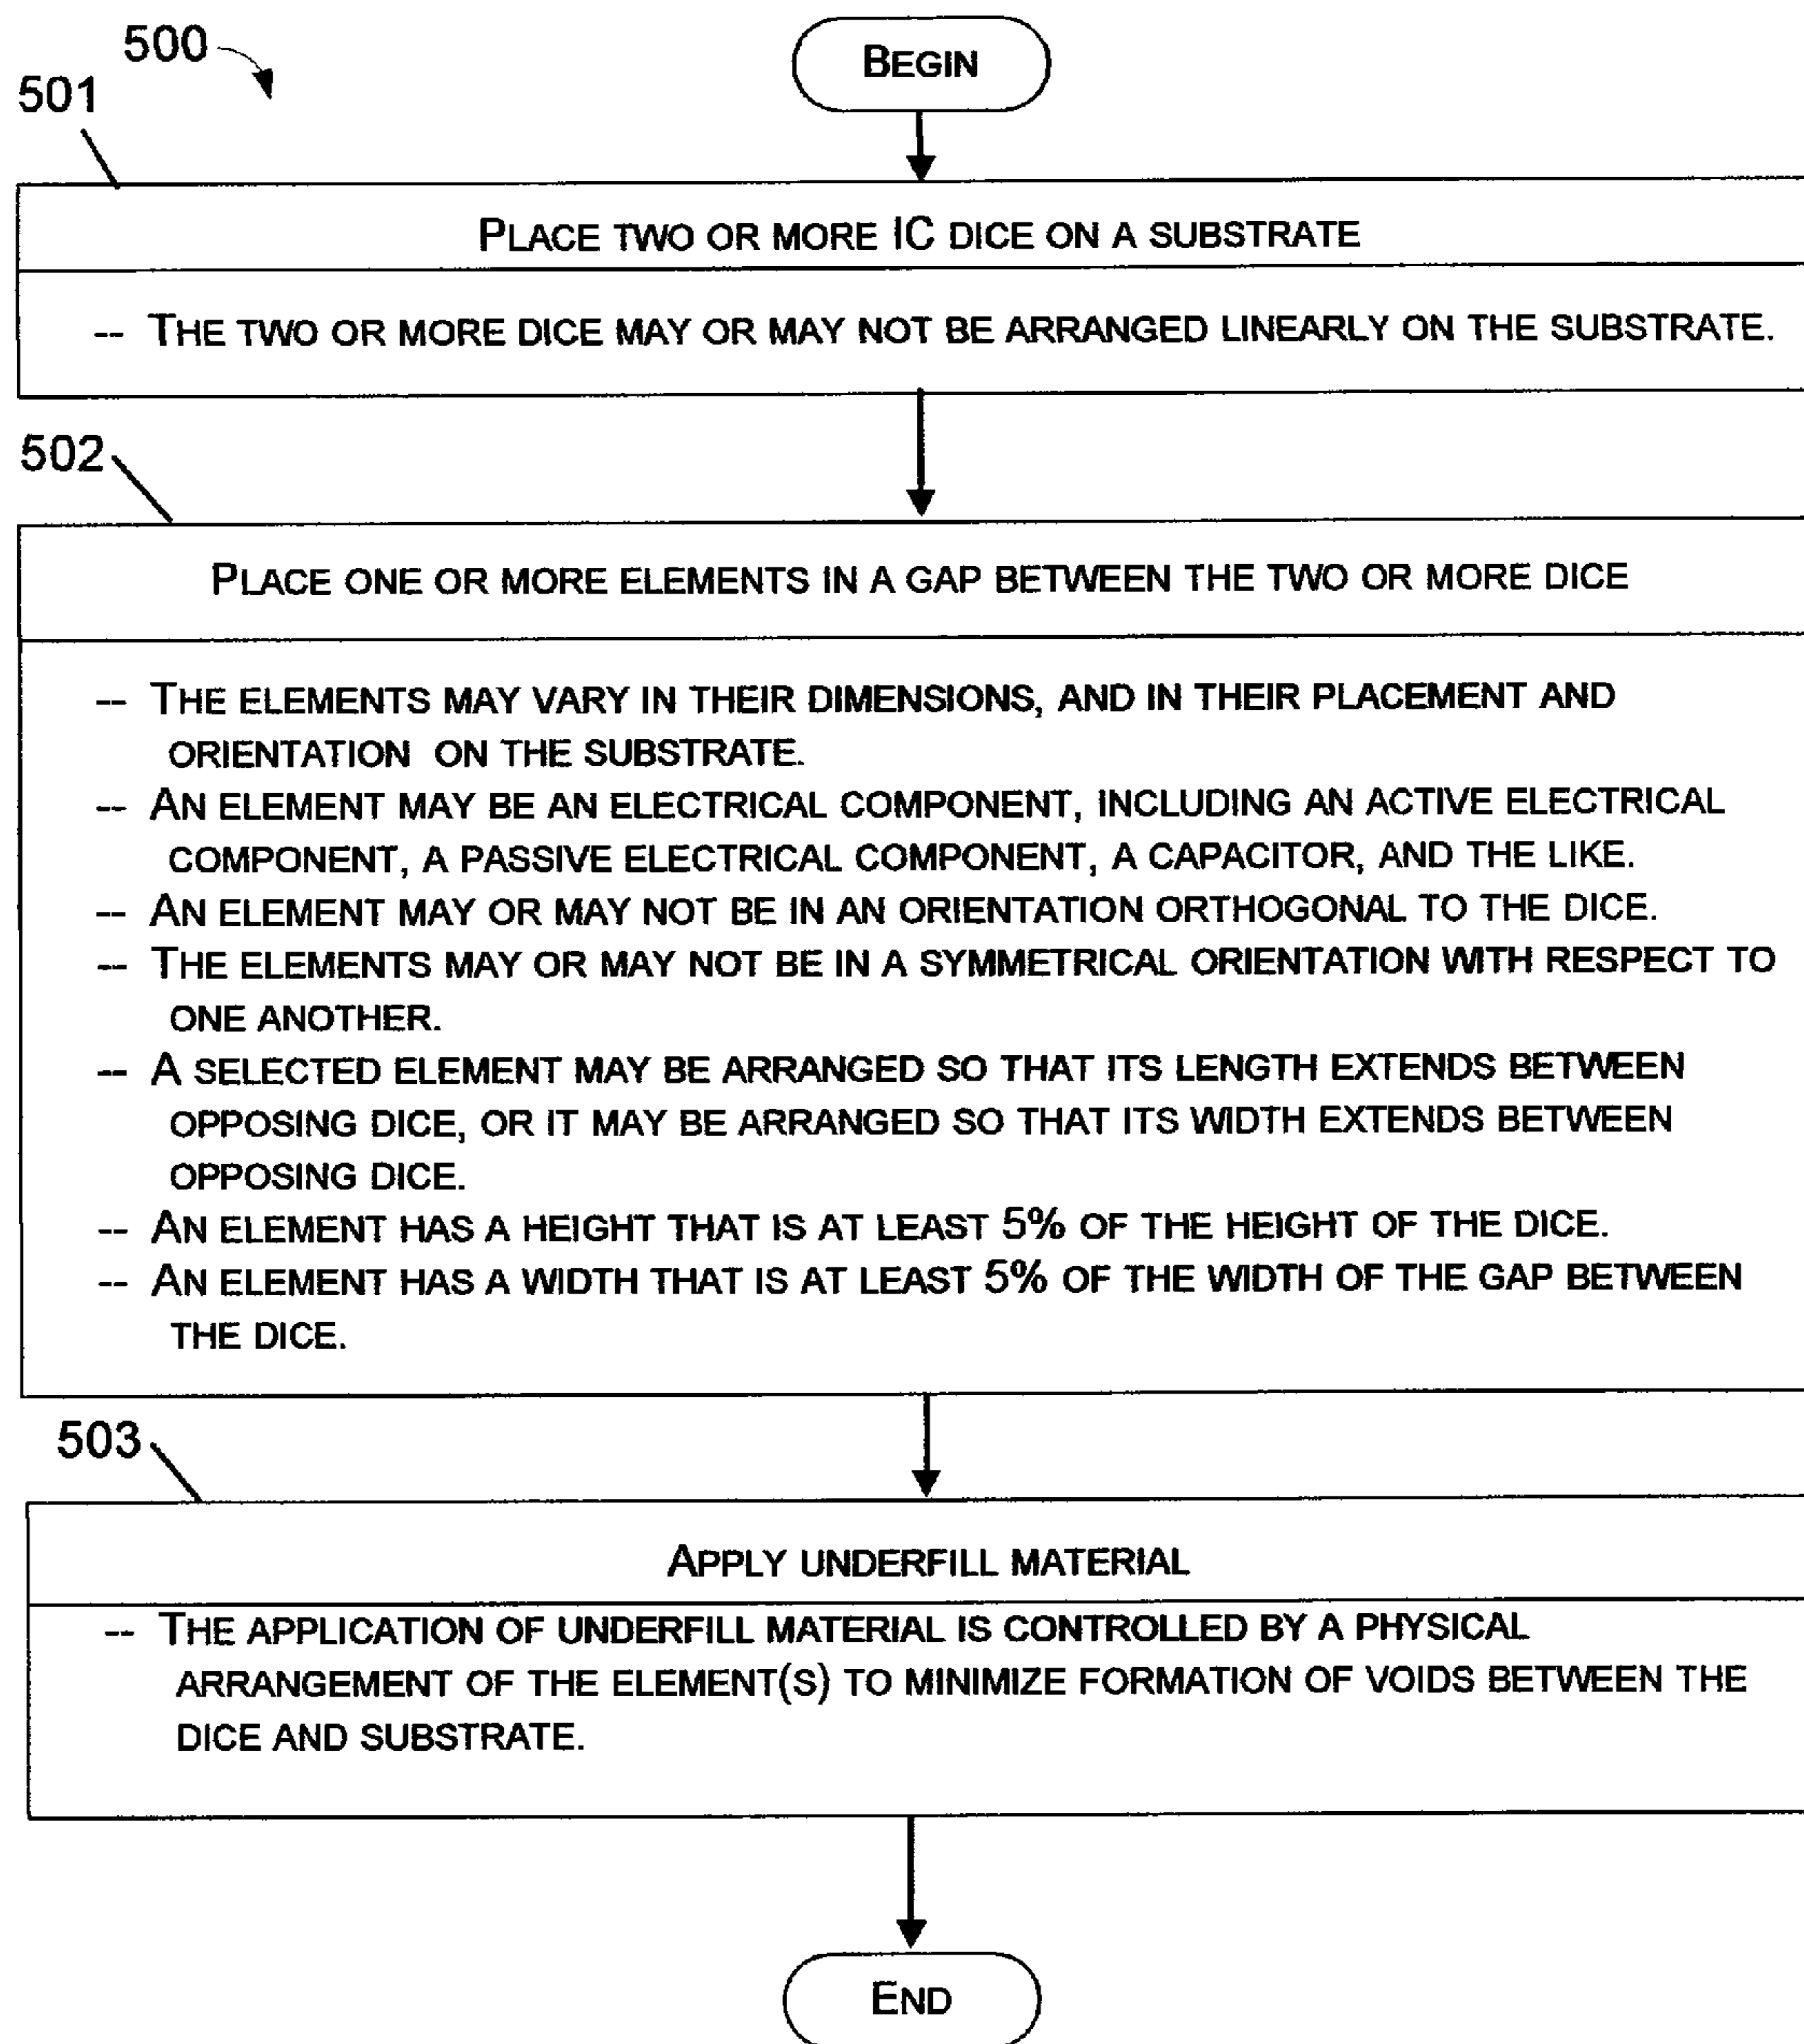 500
BEGIN
501
PLACE TWO OR MORE IC DICE ON A SUBSTRATE
-- THE TWO OR MORE DICE MAY OR MAY NOT BE ARRANGED LINEARLY ON THE SUBSTRATE.
502
PLACE ONE OR MORE ELEMENTS IN A GAP BETWEEN THE TWO OR MORE DICE
-- THE ELEMENTS MAY VARY IN THEIR DIMENSIONS, AND IN THEIR PLACEMENT AND
ORIENTATION ON THE SUBSTRATE.
-- AN ELEMENT MAY BE AN ELECTRICAL COMPONENT, INCLUDING AN ACTIVE ELECTRICAL
COMPONENT, A PASSIVE ELECTRICAL COMPONENT, A CAPACITOR, AND THE LIKE.
-- AN ELEMENT MAY OR MAY NOT BE IN AN ORIENTATION ORTHOGONAL TO THE DICE.
-- THE ELEMENTS MAY OR MAY NOT BE IN A SYMMETRICAL ORIENTATION WITH RESPECT TO
ONE ANOTHER.
-- A SELECTED ELEMENT MAY BE ARRANGED SO THAT ITS LENGTH EXTENDS BETWEEN
OPPOSING DICE, OR IT MAY BE ARRANGED SO THAT ITS WIDTH EXTENDS BETWEEN
OPPOSING DICE.
-- AN ELEMENT HAS A HEIGHT THAT IS AT LEAST 5% OF THE HEIGHT OF THE DICE.
-- AN ELEMENT HAS A WIDTH THAT IS AT LEAST 5% OF THE WIDTH OF THE GAP BETWEEN
THE DICE.
503
APPLY UNDERFILL MATERIAL
-- THE APPLICATION OF UNDERFILL MATERIAL IS CONTROLLED BY A PHYSICAL
ARRANGEMENT OF THE ELEMENT(S) TO MINIMIZE FORMATION OF VOIDS BETWEEN THE
DICE AND SUBSTRATE.
END